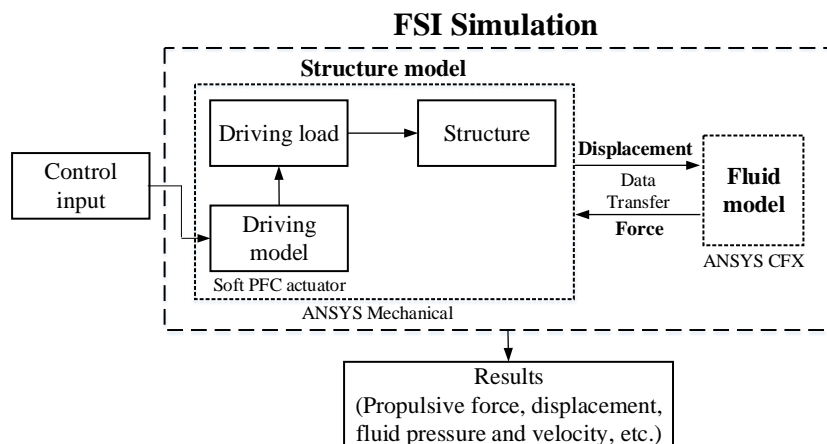 FSI Simulation
Structure model
Driving load
Structure
Control
input
Driving
model
Soft PFC actuator
ANSYS Mechanical
Displacement
Data
Transfer
Force
Fluid
model
ANSYS CFX
Results
(Propulsive force, displacement,
fluid pressure and velocity, etc.)